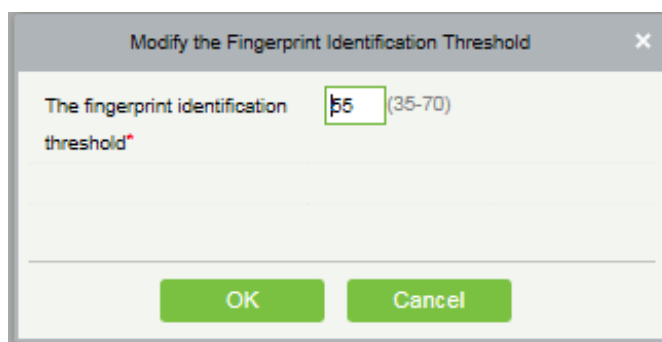 Modify the Fingerprint Identification Threshold ×
The fingerprint identification 55 (35-70)
threshold*
OK Cancel